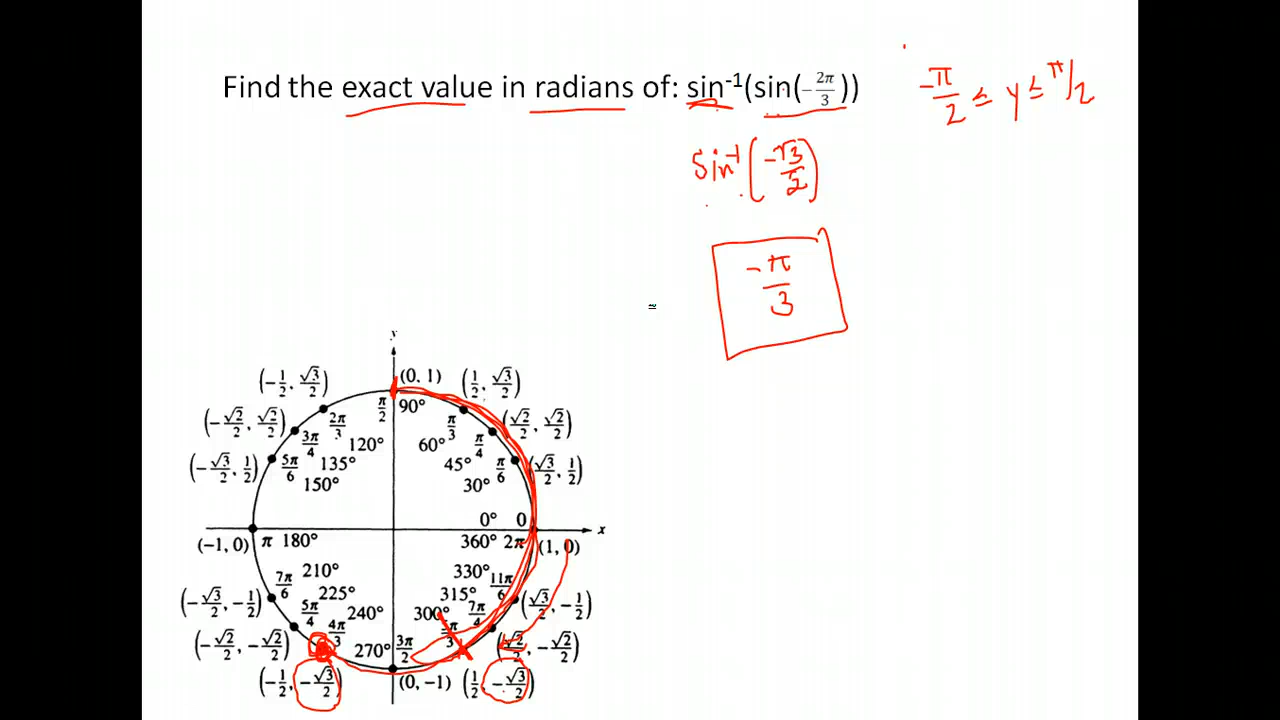 Find the exact value in radians of: sin⁻¹(sin(-2π/3))
-π/2 ≤ y ≤ π/2
sin⁻¹(-√3/2)
-π/3
y
(-1/2, √3/2) (0, 1) (1/2, √3/2)
(-√2/2, √2/2) 2π/3 π/2 90° π/3 (√2/2, √2/2)
3π/4 120° 60° π/4
(-√3/2, 1/2) 5π/6 135° 45° π/6 (√3/2, 1/2)
150° 30°
0° 0 x
(-1, 0) π 180° 360° 2π (1, 0)
210° 330°
(-√3/2, -1/2) 7π/6 225° 315° 11π/6 (√3/2, -1/2)
5π/4 240° 300° 7π/4
(-√2/2, -√2/2) 4π/3 270° 3π/2 5π/3 (√2/2, -√2/2)
(-1/2, -√3/2) (0, -1) (1/2, -√3/2)